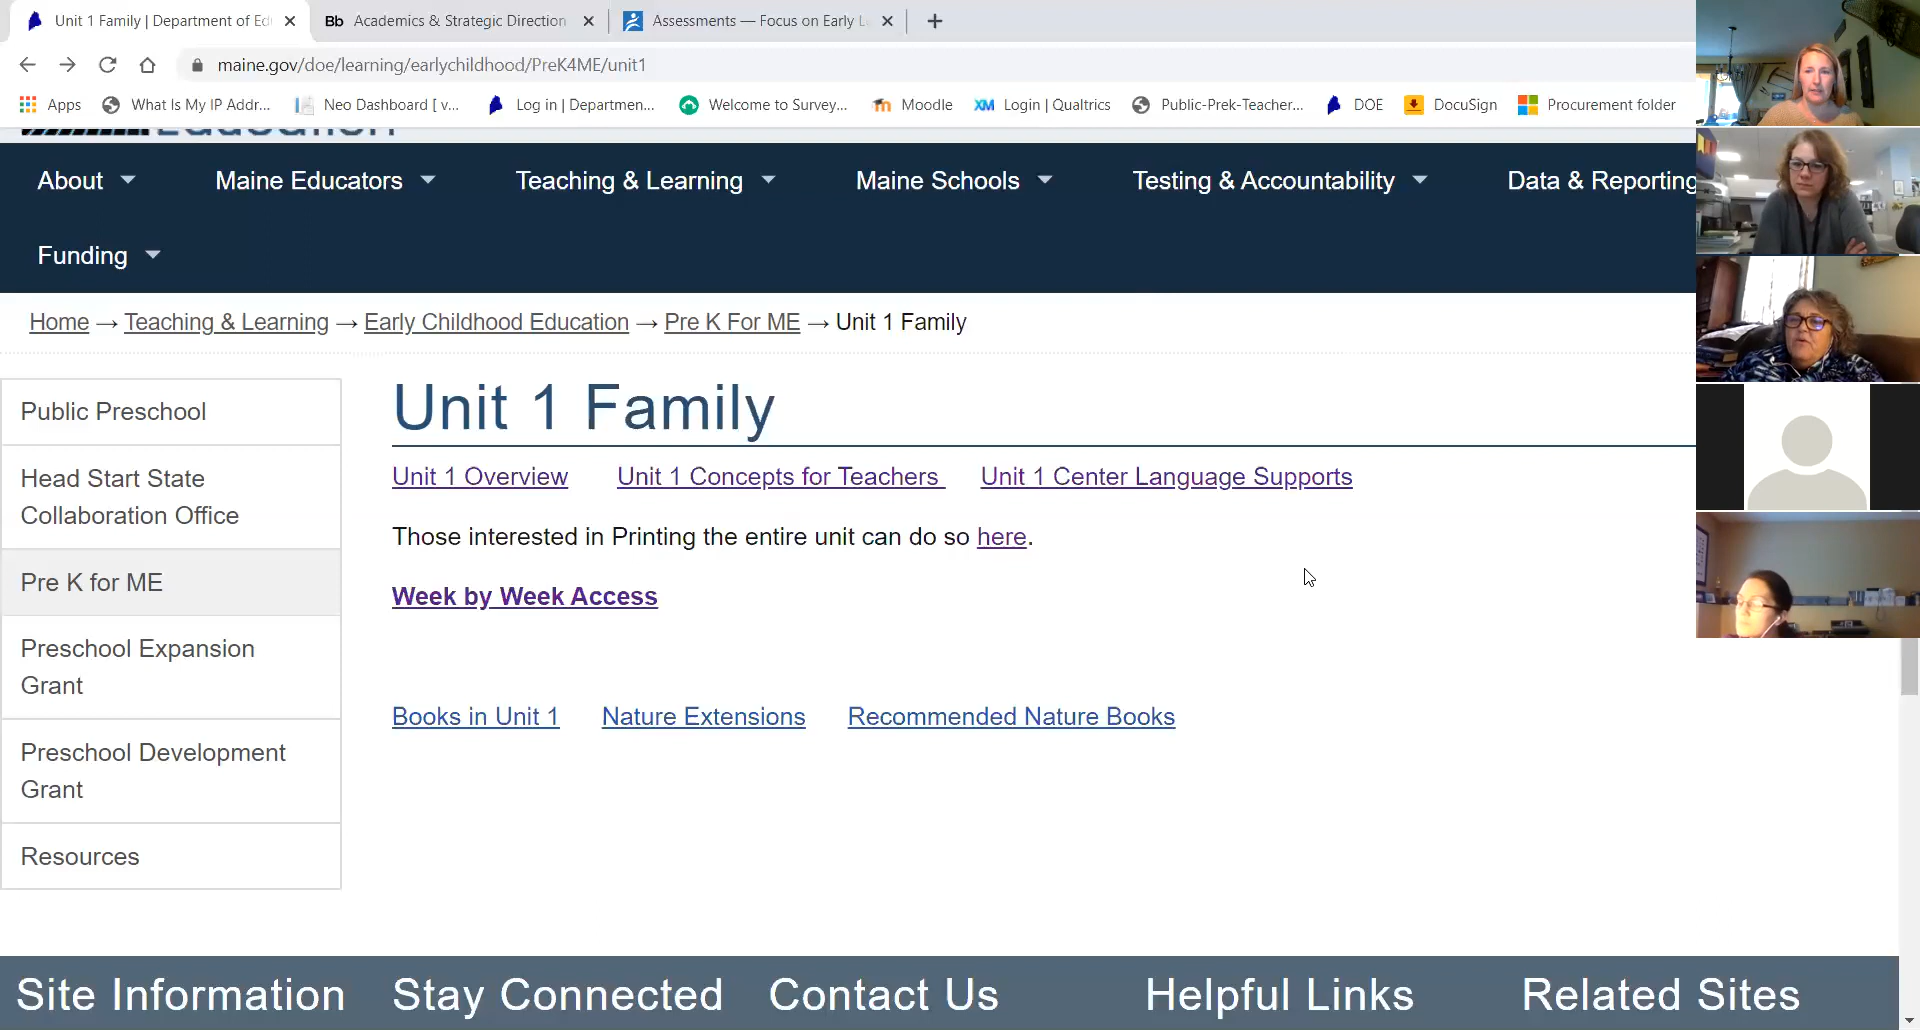 Unit 1 Family | Department of Ed
Bb Academics & Strategic Direction
Assessments — Focus on Early L
maine.gov/doe/learning/earlychildhood/PreK4ME/unit1
Apps
What Is My IP Addr...
Neo Dashboard [ v...
Log in | Departmen...
Welcome to Survey...
Moodle
XM Login | Qualtrics
Public-Prek-Teacher...
DOE
DocuSign
Procurement folder
Education
About
Maine Educators
Teaching & Learning
Maine Schools
Testing & Accountability
Data & Reporting
Funding
Home → Teaching & Learning → Early Childhood Education → Pre K For ME → Unit 1 Family
Public Preschool
Head Start State
Collaboration Office
Pre K for ME
Preschool Expansion
Grant
Preschool Development
Grant
Resources
Unit 1 Family
Unit 1 Overview
Unit 1 Concepts for Teachers
Unit 1 Center Language Supports
Those interested in Printing the entire unit can do so here.
Week by Week Access
Books in Unit 1
Nature Extensions
Recommended Nature Books
Site Information
Stay Connected
Contact Us
Helpful Links
Related Sites